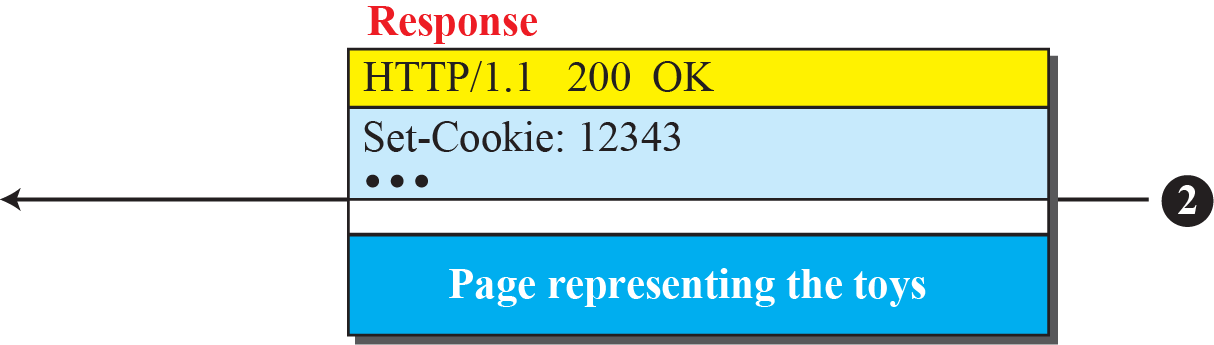 Response
HTTP/1.1 200 OK
Set-Cookie: 12343
•••
2
Page representing the toys